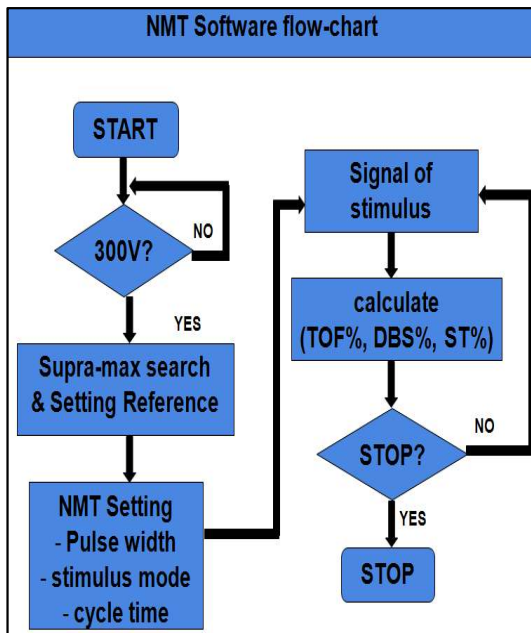 NMT Software flow-chart
START
300V?
NO
YES
Supra-max search
& Setting Reference
NMT Setting
- Pulse width
- stimulus mode
- cycle time
Signal of
stimulus
calculate
(TOF%, DBS%, ST%)
STOP?
NO
YES
STOP